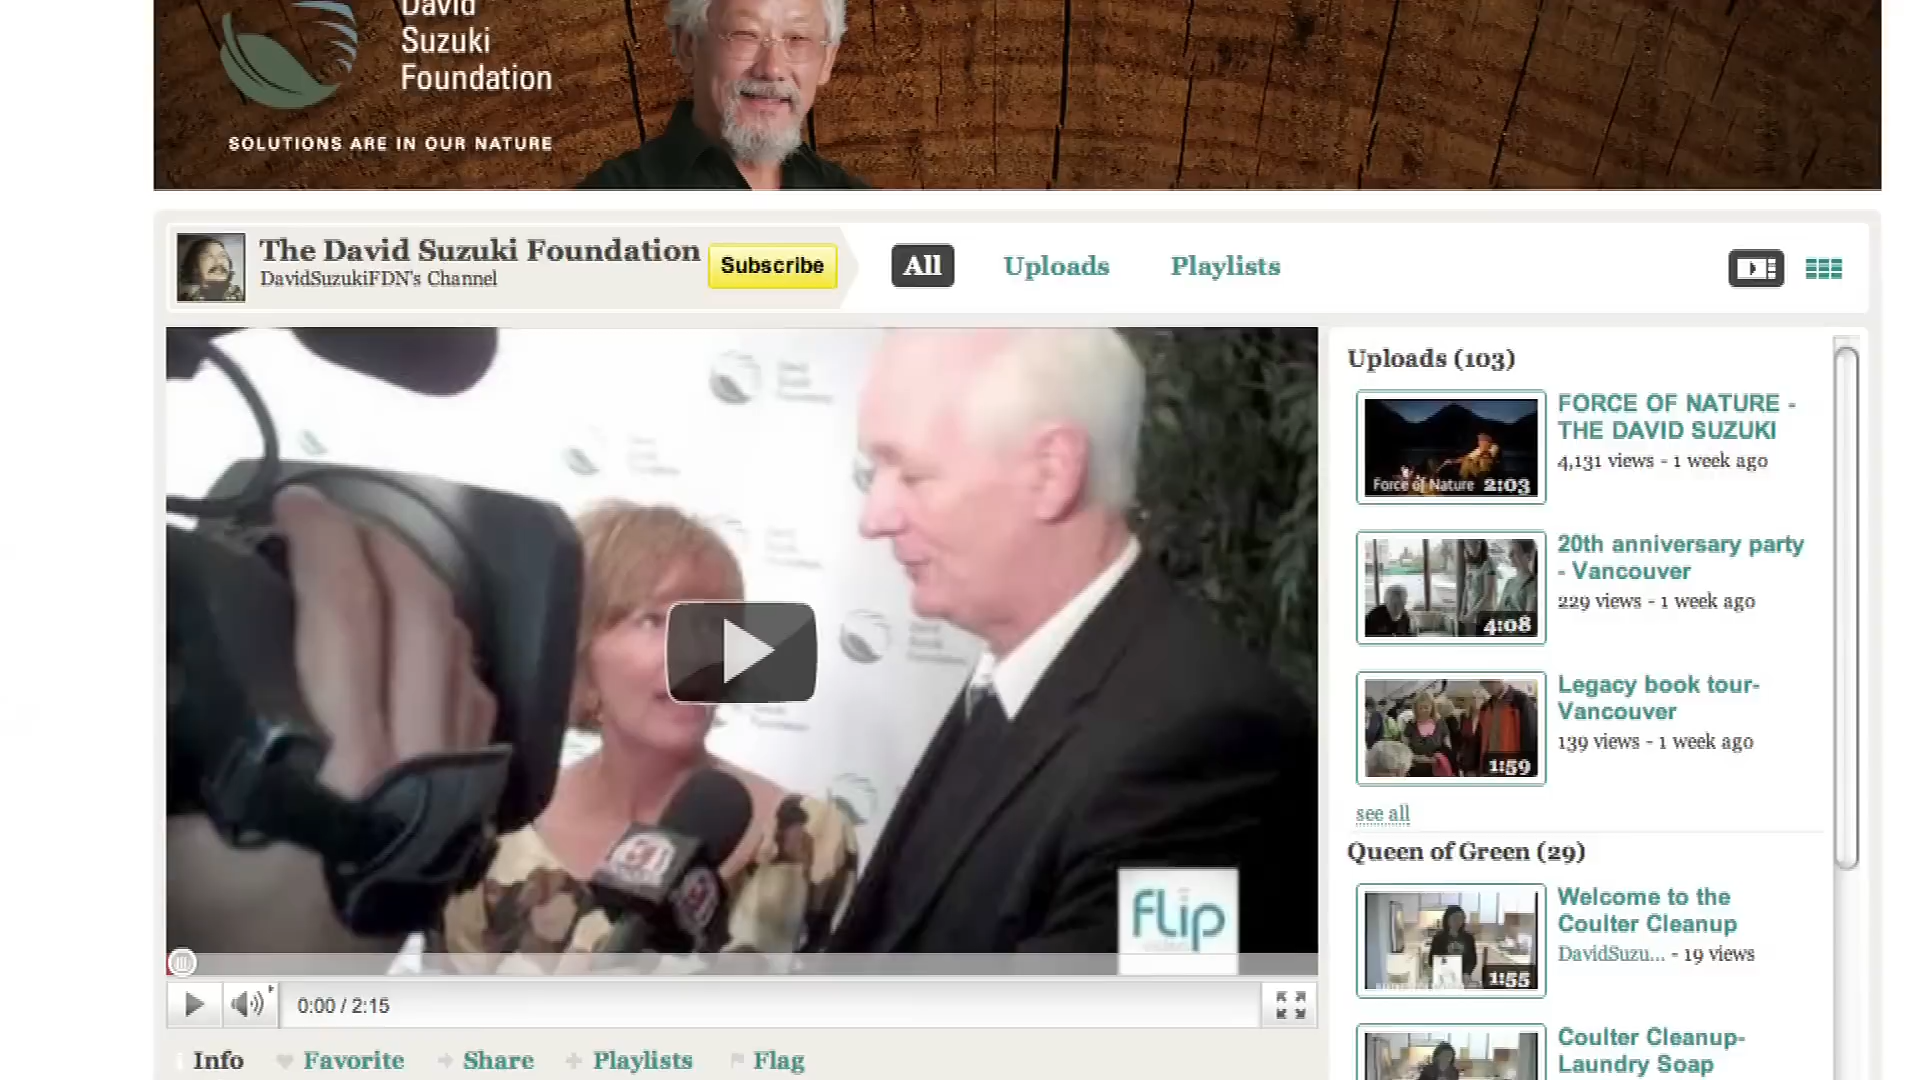 David
Suzuki
Foundation
SOLUTIONS ARE IN OUR NATURE
The David Suzuki Foundation
DavidSuzukiFDN's Channel
Subscribe
All
Uploads
Playlists
Uploads (103)
FORCE OF NATURE -
THE DAVID SUZUKI
4,131 views - 1 week ago
Force of Nature 2:03
20th anniversary party
- Vancouver
229 views - 1 week ago
4:08
Legacy book tour-
Vancouver
139 views - 1 week ago
1:59
see all
Queen of Green (29)
Welcome to the
Coulter Cleanup
DavidSuzu... - 19 views
1:55
Coulter Cleanup-
Laundry Soap
flip
0:00 / 2:15
Info
Favorite
Share
Playlists
Flag